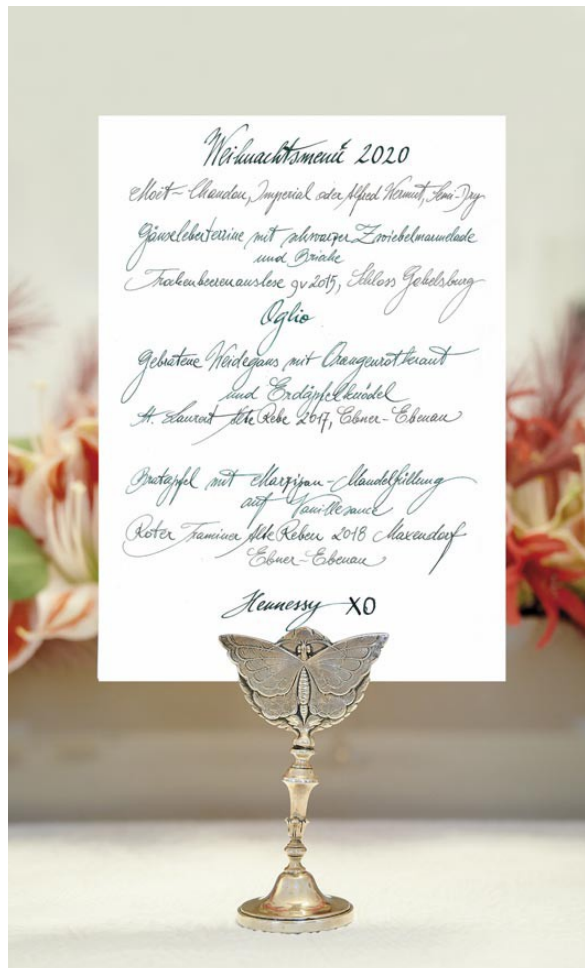 Weihnachtsmenü 2020
Moët-Chandon, Imperial oder Alfred Wermut, Semi-Dry
Gänseleberterrine mit schwarzer Zwiebelmarmelade
und Brioche
Trockenbeerenauslese gv 2015, Schloss Gobelsburg
Oglio
Gebratene Weidegans mit Orangenrotkraut
und Erdäpfelknödel
St. Laurent Alte Rebe 2017, Ebner-Ebenau
Bratapfel mit Marzipan-Mandelfüllung
auf Vanillesauce
Roter Traminer Alte Reben 2018 Maxendorf
Ebner-Ebenau
Hennessy XO